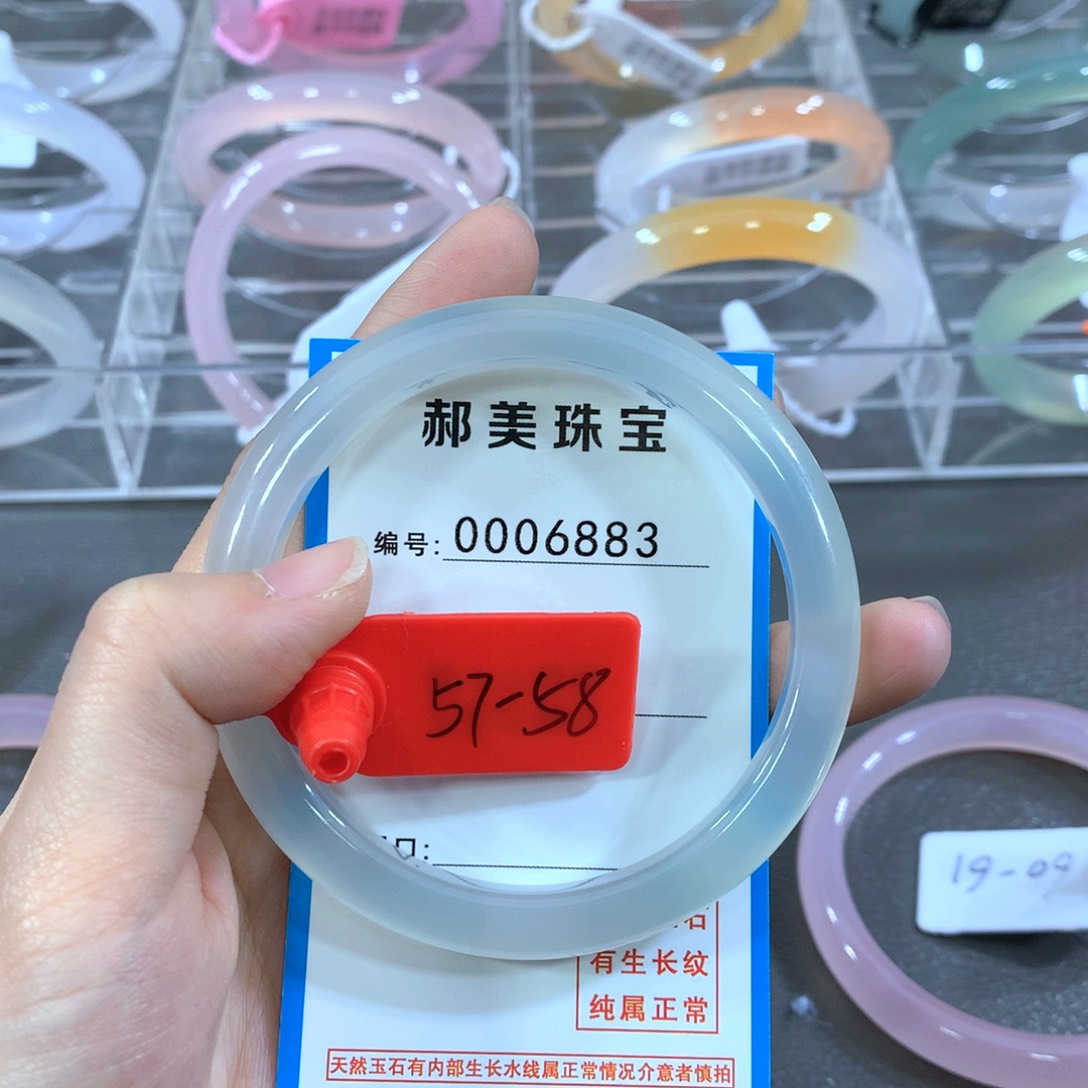 郝美珠宝
编号: 0006883
57-58
口:
石
有生长纹
纯属正常
天然玉石有内部生长水线属正常情况介意者慎拍
19-09